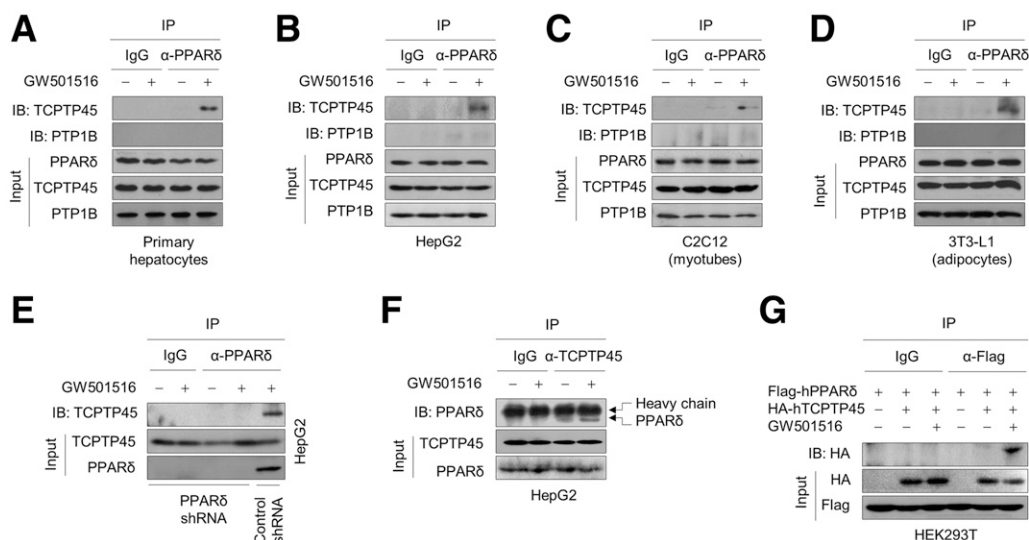 A
IP
IgG α-PPARδ
GW501516 – + – +
IB: TCPTP45
IB: PTP1B
Input
PPARδ
TCPTP45
PTP1B
Primary
hepatocytes
B
IP
IgG α-PPARδ
GW501516 – + – +
IB: TCPTP45
IB: PTP1B
Input
PPARδ
TCPTP45
PTP1B
HepG2
C
IP
IgG α-PPARδ
GW501516 – + – +
IB: TCPTP45
IB: PTP1B
Input
PPARδ
TCPTP45
PTP1B
C2C12
(myotubes)
D
IP
IgG α-PPARδ
GW501516 – + – +
IB: TCPTP45
IB: PTP1B
Input
PPARδ
TCPTP45
PTP1B
3T3-L1
(adipocytes)
E
IP
IgG α-PPARδ
GW501516 – + – + +
IB: TCPTP45
Input
TCPTP45
PPARδ
HepG2
PPARδ
shRNA
Control
shRNA
F
IP
IgG α-TCPTP45
GW501516 – + – +
IB: PPARδ
Heavy chain
PPARδ
Input
TCPTP45
PPARδ
HepG2
G
IP
IgG α-Flag
Flag-hPPARδ + + + + + +
HA-hTCPTP45 – + + – + +
GW501516 – – + – – +
IB: HA
Input
HA
Flag
HEK293T